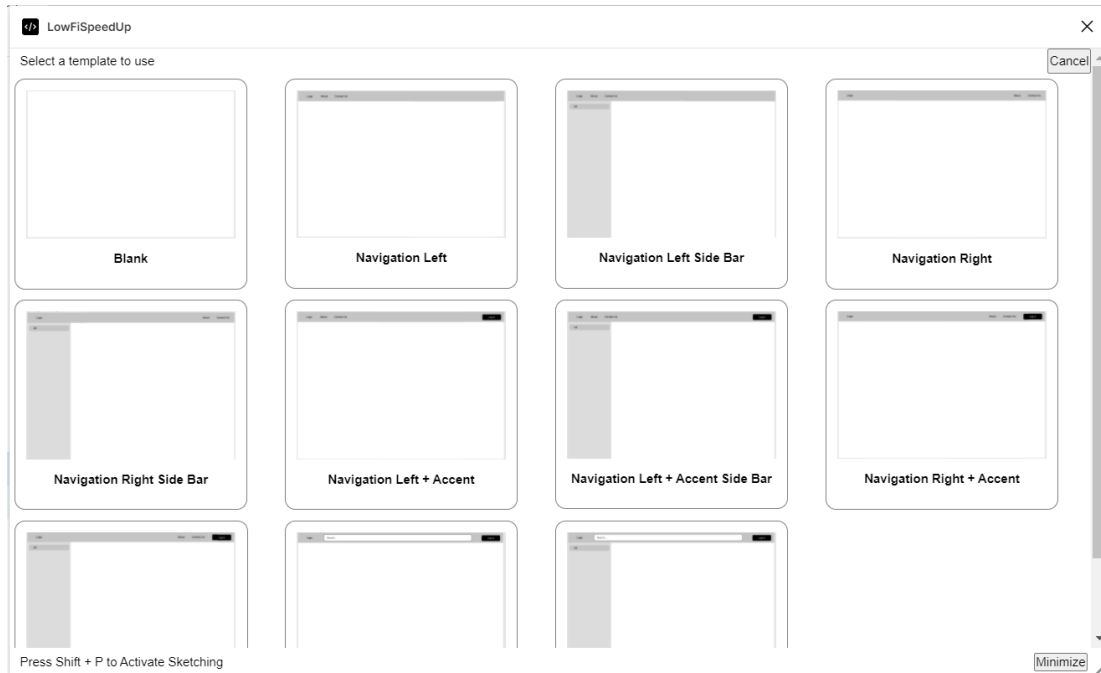 LowFiSpeedUp
Select a template to use
Cancel
Blank
Navigation Left
Navigation Left Side Bar
Navigation Right
Navigation Right Side Bar
Navigation Left + Accent
Navigation Left + Accent Side Bar
Navigation Right + Accent
Press Shift + P to Activate Sketching
Minimize